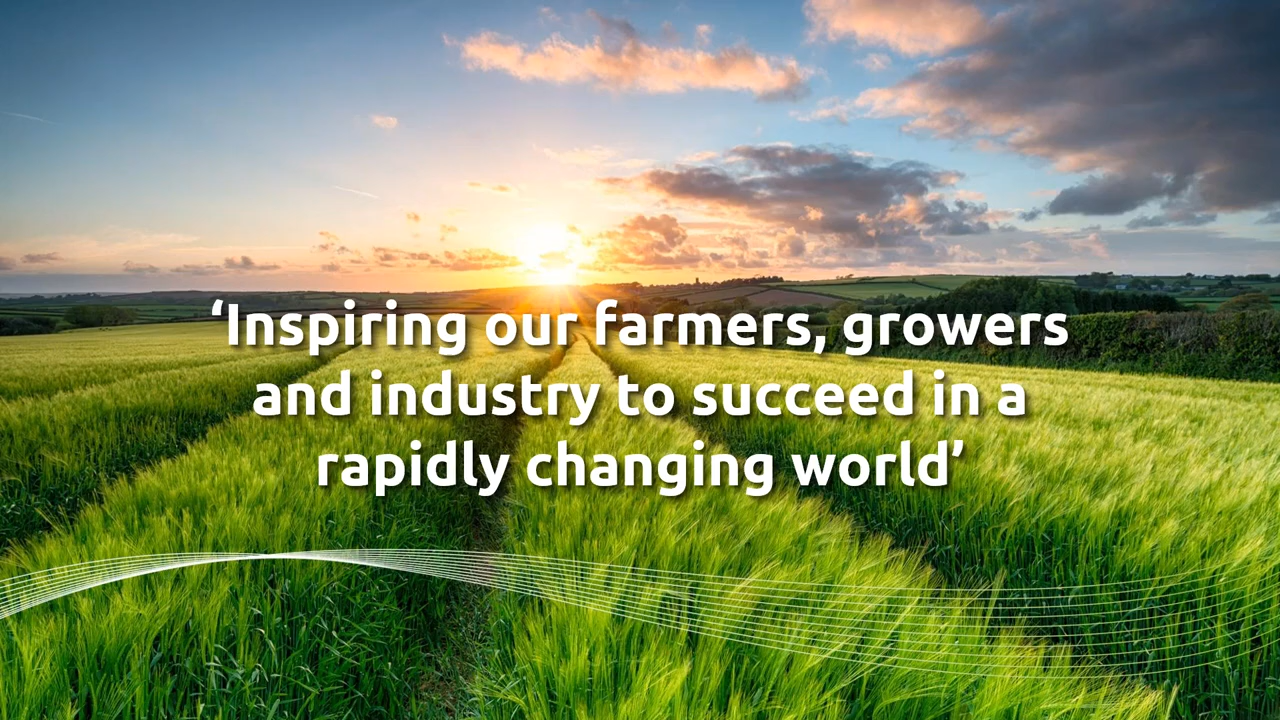 ‘Inspiring our farmers, growers
and industry to succeed in a
rapidly changing world’